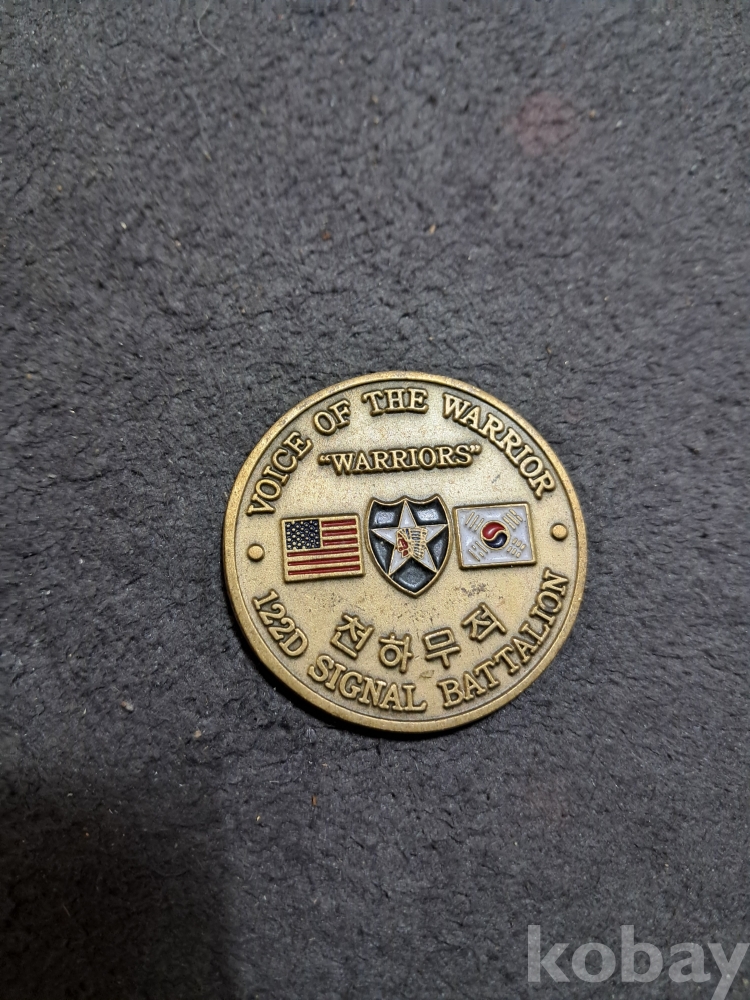 VOICE OF THE WARRIOR
"WARRIORS"
천하무적
122D SIGNAL BATTALION
kobay